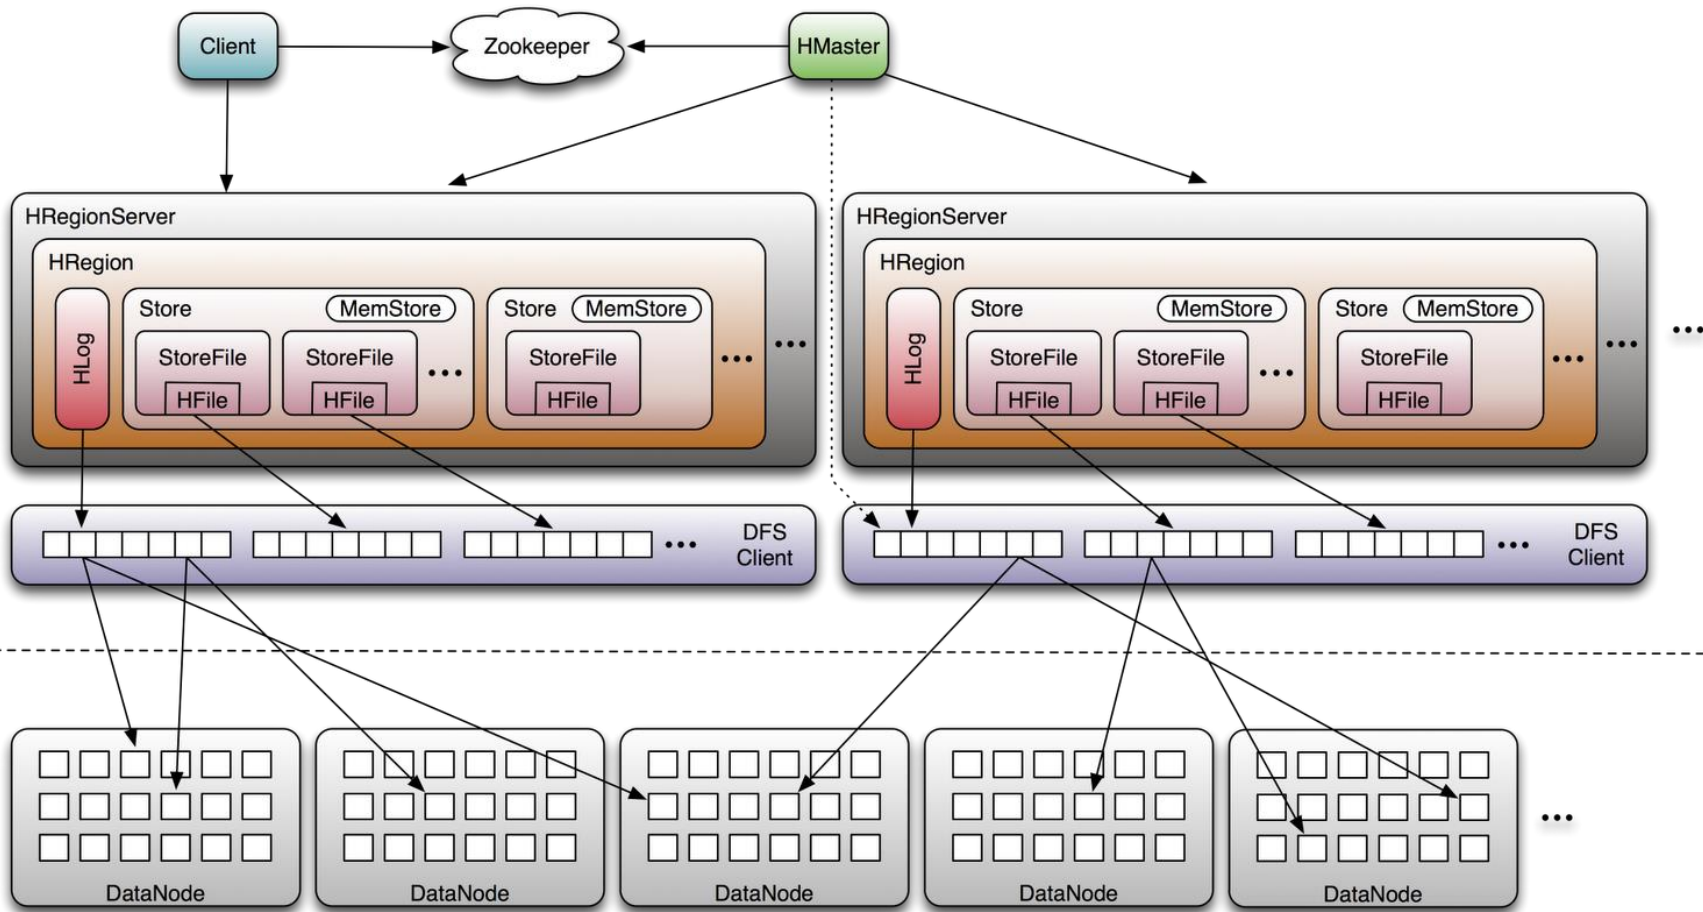 Client
Zookeeper
HMaster
HRegionServer
HRegion
HLog
Store
MemStore
StoreFile
HFile
StoreFile
HFile
...
Store
MemStore
StoreFile
HFile
...
...
HRegionServer
HRegion
HLog
Store
MemStore
StoreFile
HFile
StoreFile
HFile
...
Store
MemStore
StoreFile
HFile
...
...
...
...
DFS
Client
...
DFS
Client
DataNode
DataNode
DataNode
DataNode
DataNode
...